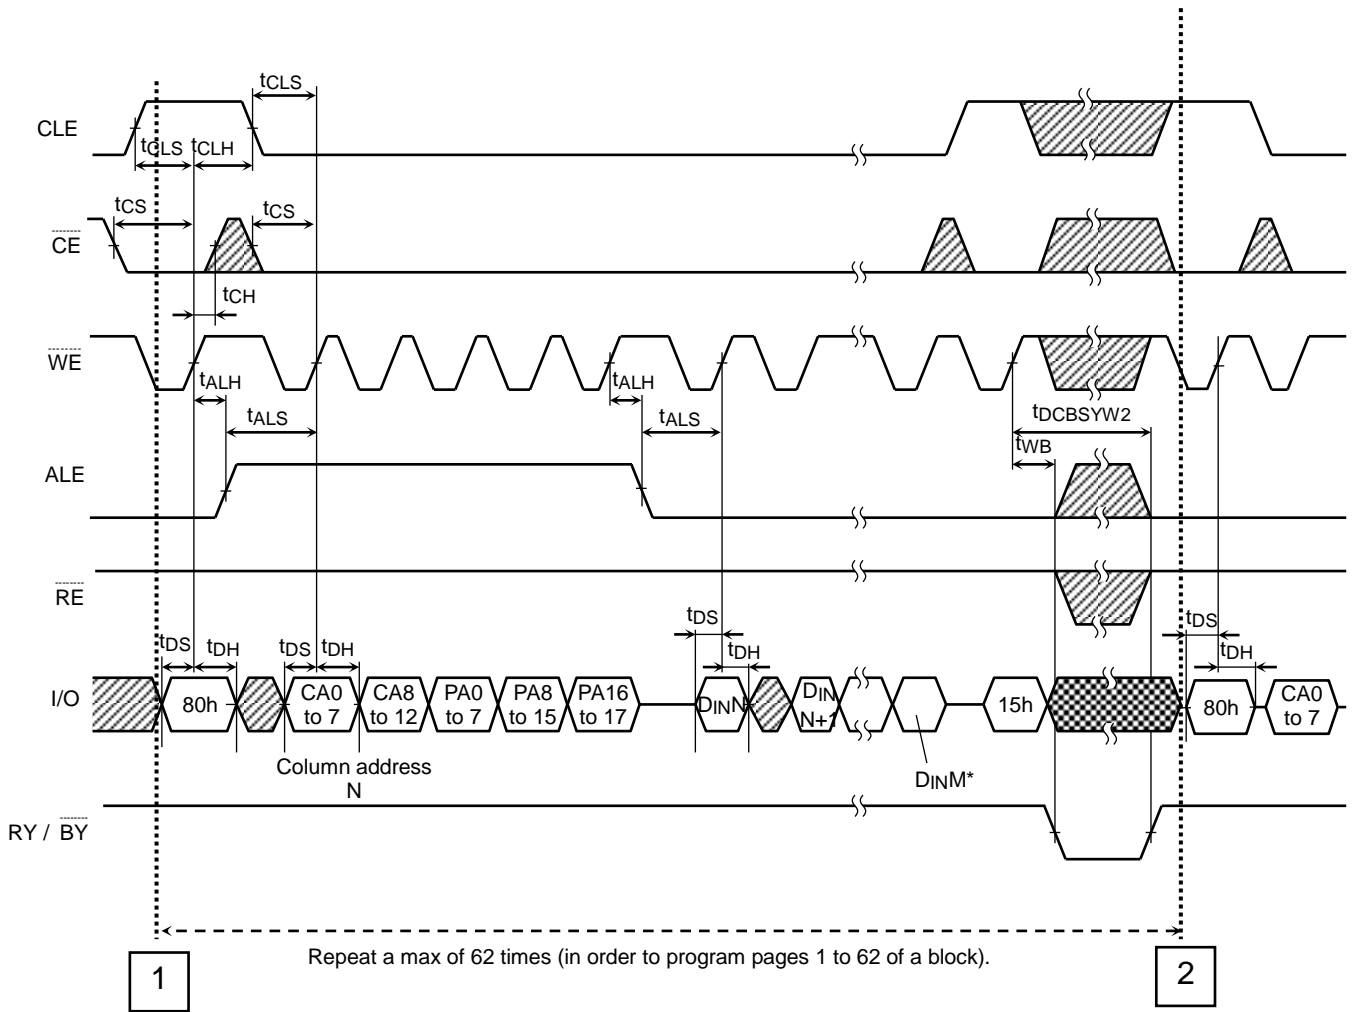 tCLS
CLE
tCLS tCLH
tCS tCS
CE
tCH
WE
tALH tALH
tALS tALS
tDCBSYW2
tWB
ALE
RE
tDS
tDS tDH tDS tDH tDH tDS tDH
I/O
80h
CA0 to 7
CA8 to 12
PA0 to 7
PA8 to 15
PA16 to 17
DINN
DIN N+1
15h
80h
CA0 to 7
Column address
N
DINM*
RY / BY
Repeat a max of 62 times (in order to program pages 1 to 62 of a block).
1
2